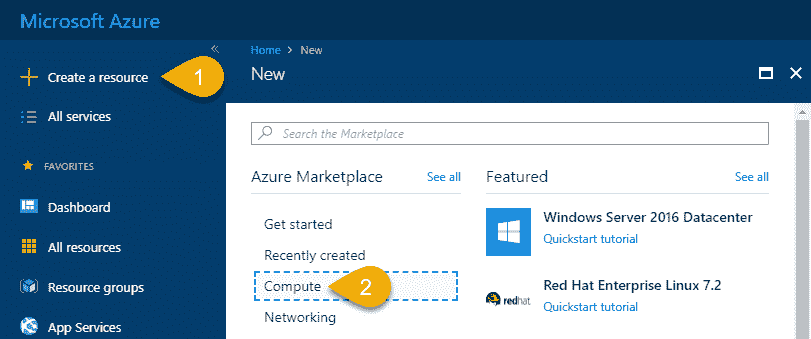 Microsoft Azure
«
Home > New
Create a resource
1
New
All services
Search the Marketplace
FAVORITES
Azure Marketplace
See all
Featured
See all
Dashboard
Get started
Windows Server 2016 Datacenter
Quickstart tutorial
All resources
Recently created
Resource groups
Compute
2
redhat
Red Hat Enterprise Linux 7.2
Quickstart tutorial
App Services
Networking